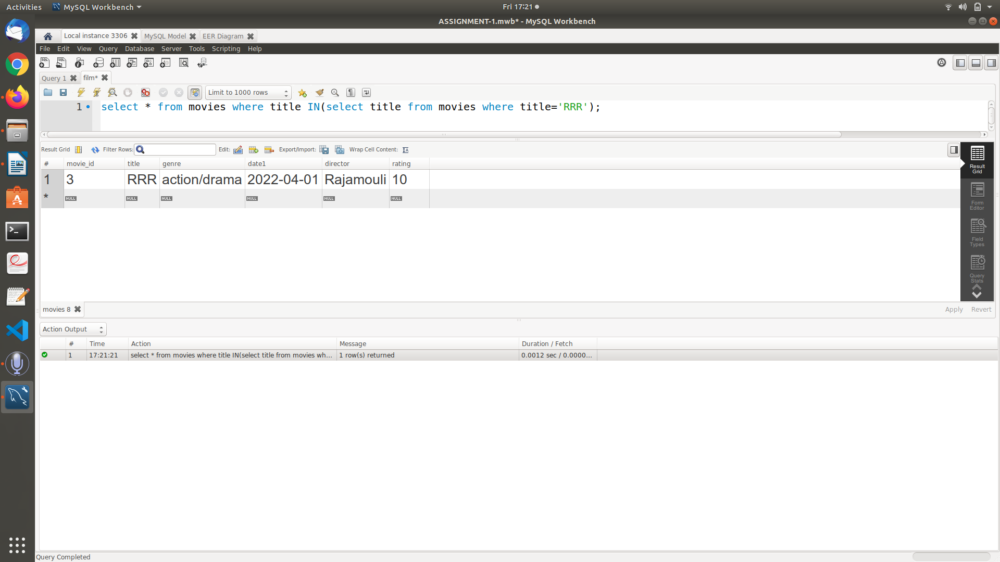 Activities MySQL Workbench Fri 17:21
ASSIGNMENT-1.mwb* - MySQL Workbench
Local instance 3306 MySQL Model EER Diagram
File Edit View Query Database Server Tools Scripting Help
Query 1 film*
Limit to 1000 rows
1 select * from movies where title IN(select title from movies where title='RRR');
Result Grid Filter Rows: Edit: Export/Import: Wrap Cell Content:
# movie_id title genre date1 director rating
1 3 RRR action/drama 2022-04-01 Rajamouli 10
* NULL NULL NULL NULL NULL NULL
Result
Grid
Form
Editor
Field
Types
Query
Stats
movies 8 Apply Revert
Action Output
# Time Action Message Duration / Fetch
1 17:21:21 select * from movies where title IN(select title from movies wh... 1 row(s) returned 0.0012 sec / 0.0000...
Query Completed